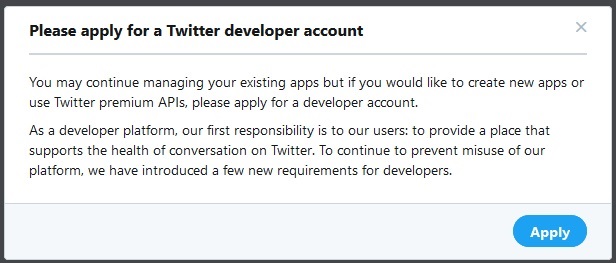 Please apply for a Twitter developer account
You may continue managing your existing apps but if you would like to create new apps or
use Twitter premium APIs, please apply for a developer account.
As a developer platform, our first responsibility is to our users: to provide a place that
supports the health of conversation on Twitter. To continue to prevent misuse of our
platform, we have introduced a few new requirements for developers.
Apply